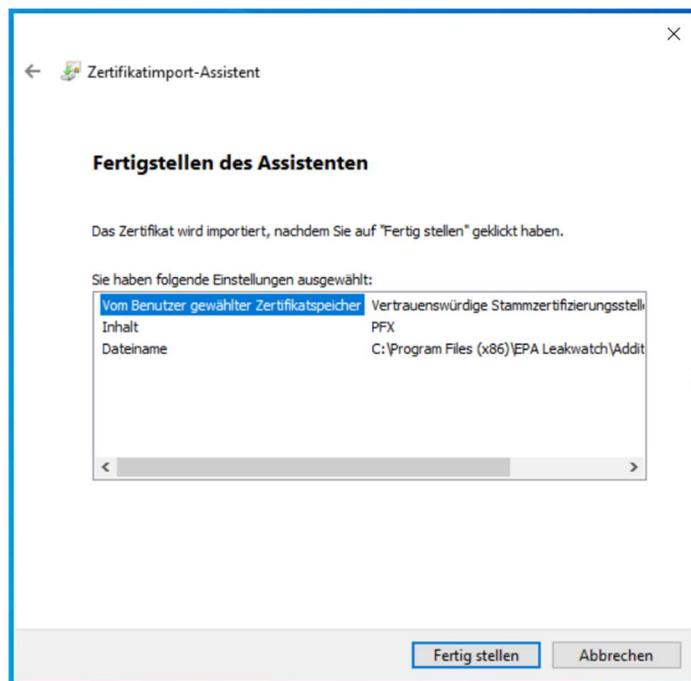 Zertifikatimport-Assistent
Fertigstellen des Assistenten
Das Zertifikat wird importiert, nachdem Sie auf "Fertig stellen" geklickt haben.
Sie haben folgende Einstellungen ausgewählt:
Vom Benutzer gewählter Zertifikatspeicher Vertrauenswürdige Stammzertifizierungsstell
Inhalt PFX
Dateiname C:\Program Files (x86)\EPA Leakwatch\Addit
Fertig stellen Abbrechen